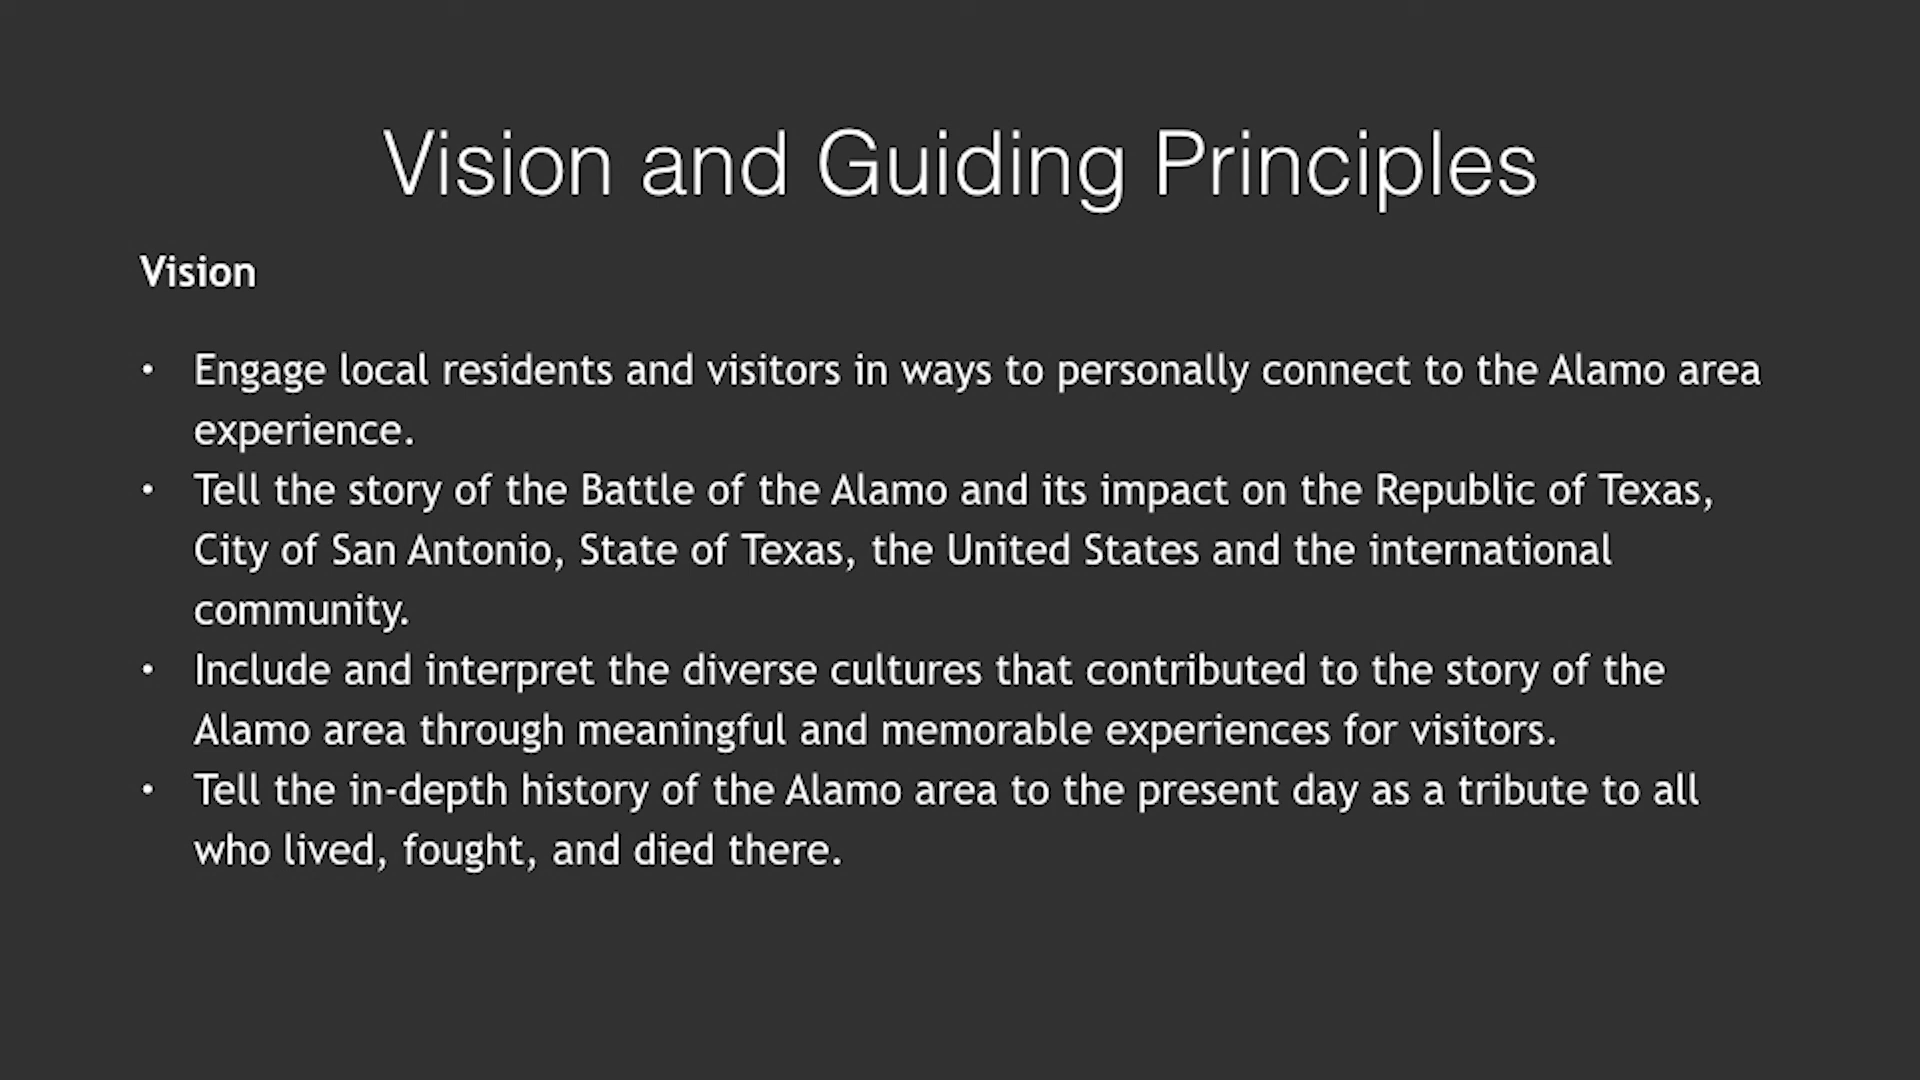 Vision and Guiding Principles
Vision
• Engage local residents and visitors in ways to personally connect to the Alamo area
experience.
• Tell the story of the Battle of the Alamo and its impact on the Republic of Texas,
City of San Antonio, State of Texas, the United States and the international
community.
• Include and interpret the diverse cultures that contributed to the story of the
Alamo area through meaningful and memorable experiences for visitors.
• Tell the in-depth history of the Alamo area to the present day as a tribute to all
who lived, fought, and died there.